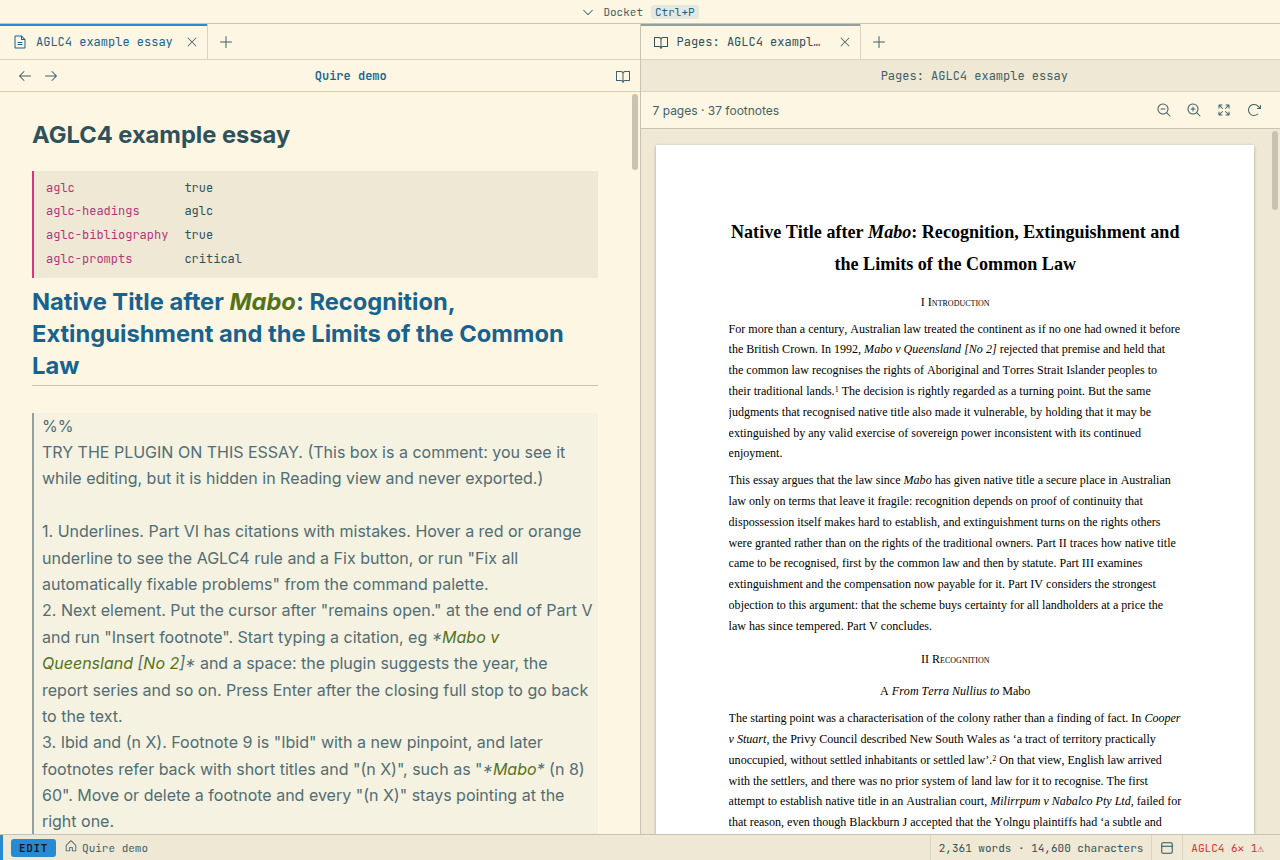 Docket Ctrl+P
AGLC4 example essay
Pages: AGLC4 exampl…
Quire demo
Pages: AGLC4 example essay
7 pages · 37 footnotes
AGLC4 example essay
aglc true
aglc-headings aglc
aglc-bibliography true
aglc-prompts critical
Native Title after Mabo: Recognition,
Extinguishment and the Limits of the Common
Law
%%
TRY THE PLUGIN ON THIS ESSAY. (This box is a comment: you see it
while editing, but it is hidden in Reading view and never exported.)
1. Underlines. Part VI has citations with mistakes. Hover a red or orange
underline to see the AGLC4 rule and a Fix button, or run "Fix all
automatically fixable problems" from the command palette.
2. Next element. Put the cursor after "remains open." at the end of Part V
and run "Insert footnote". Start typing a citation, eg *Mabo v
Queensland [No 2]* and a space: the plugin suggests the year, the
report series and so on. Press Enter after the closing full stop to go back
to the text.
3. Ibid and (n X). Footnote 9 is "Ibid" with a new pinpoint, and later
footnotes refer back with short titles and "(n X)", such as "*Mabo* (n 8)
60". Move or delete a footnote and every "(n X)" stays pointing at the
right one.
Native Title after Mabo: Recognition, Extinguishment and
the Limits of the Common Law
I Introduction
For more than a century, Australian law treated the continent as if no one had owned it before
the British Crown. In 1992, Mabo v Queensland [No 2] rejected that premise and held that
the common law recognises the rights of Aboriginal and Torres Strait Islander peoples to
their traditional lands.¹ The decision is rightly regarded as a turning point. But the same
judgments that recognised native title also made it vulnerable, by holding that it may be
extinguished by any valid exercise of sovereign power inconsistent with its continued
enjoyment.
This essay argues that the law since Mabo has given native title a secure place in Australian
law only on terms that leave it fragile: recognition depends on proof of continuity that
dispossession itself makes hard to establish, and extinguishment turns on the rights others
were granted rather than on the rights of the traditional owners. Part II traces how native title
came to be recognised, first by the common law and then by statute. Part III examines
extinguishment and the compensation now payable for it. Part IV considers the strongest
objection to this argument: that the scheme buys certainty for all landholders at a price the
law has since tempered. Part V concludes.
II Recognition
A From Terra Nullius to Mabo
The starting point was a characterisation of the colony rather than a finding of fact. In Cooper
v Stuart, the Privy Council described New South Wales as ‘a tract of territory practically
unoccupied, without settled inhabitants or settled law’.² On that view, English law arrived
with the settlers, and there was no prior system of land law for it to recognise. The first
attempt to establish native title in an Australian court, Milirrpum v Nabalco Pty Ltd, failed for
that reason, even though Blackburn J accepted that the Yolngu plaintiffs had ‘a subtle and
EDIT Quire demo
2,361 words · 14,600 characters
AGLC4 6× 1⚠